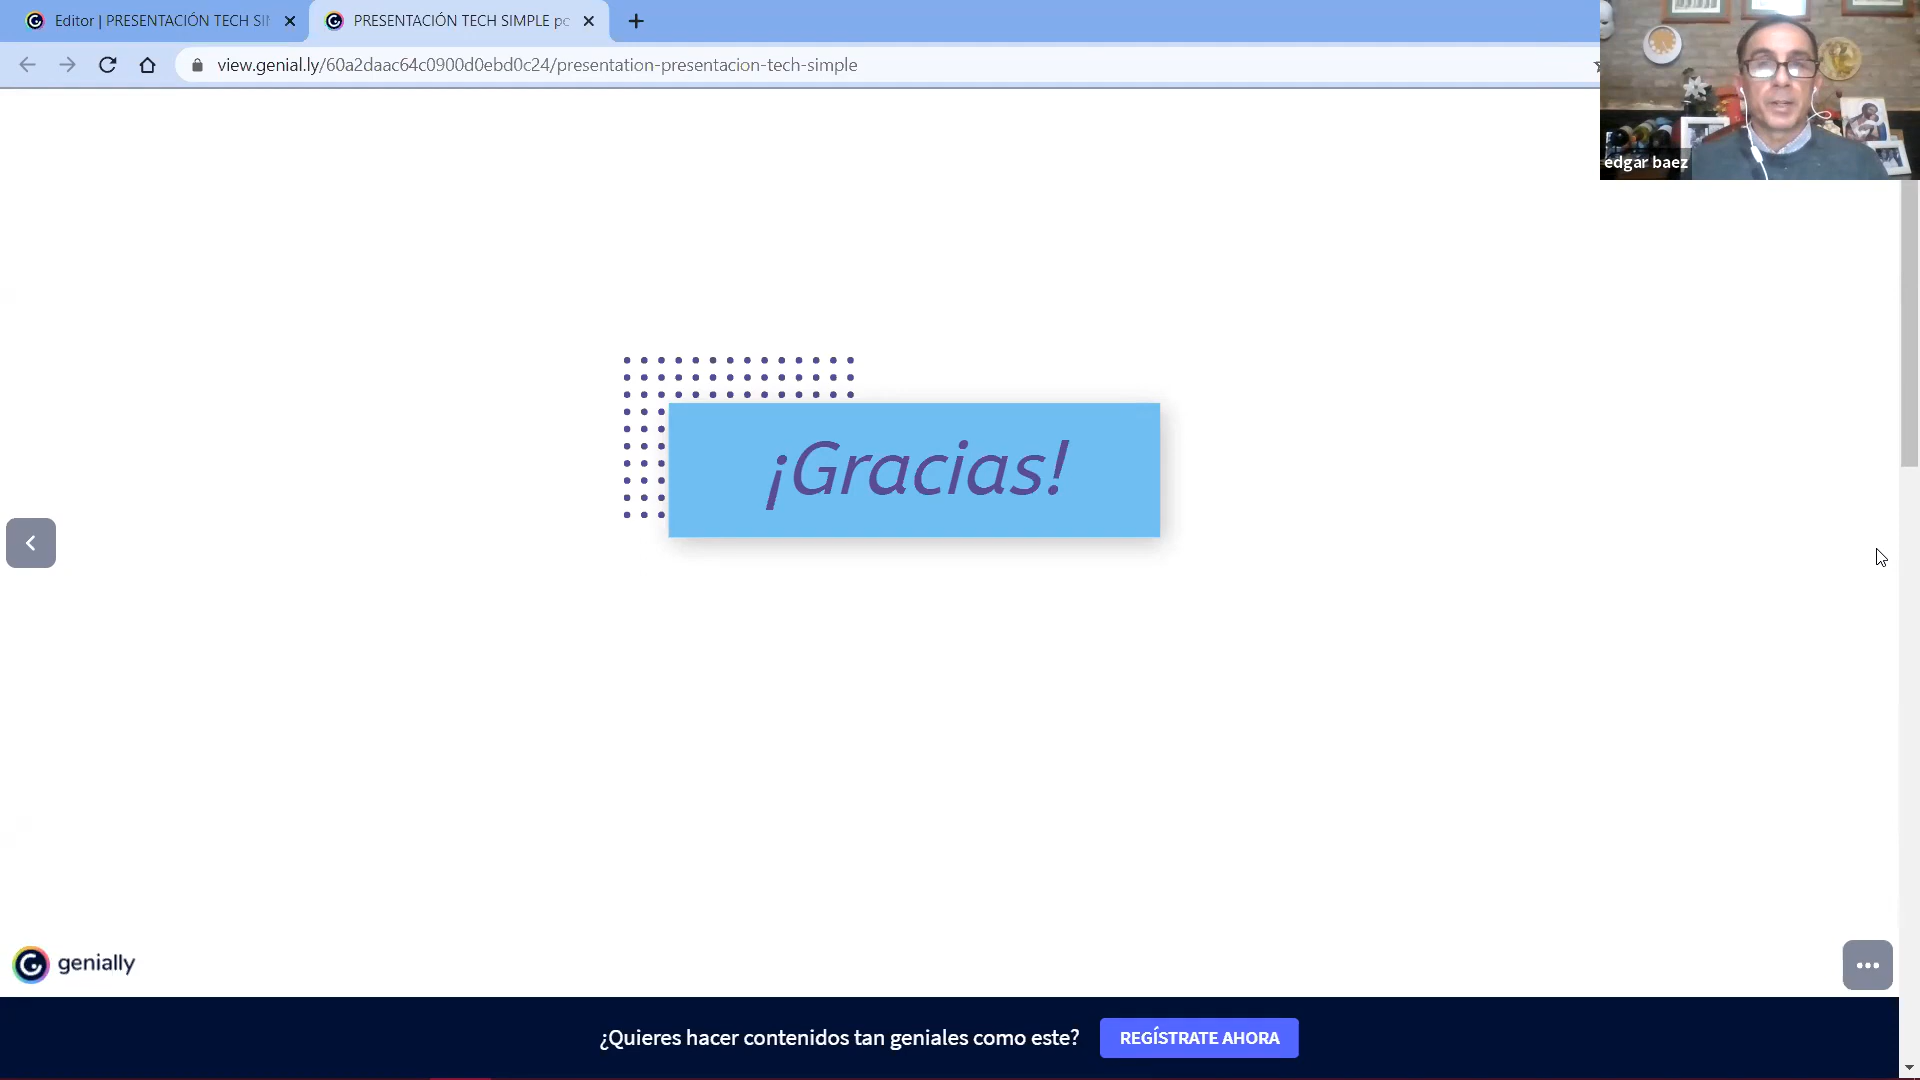 Editor | PRESENTACIÓN TECH SI
PRESENTACIÓN TECH SIMPLE po
view.genial.ly/60a2daac64c0900d0ebd0c24/presentation-presentacion-tech-simple
edgar baez
¡Gracias!
genially
¿Quieres hacer contenidos tan geniales como este?
REGÍSTRATE AHORA